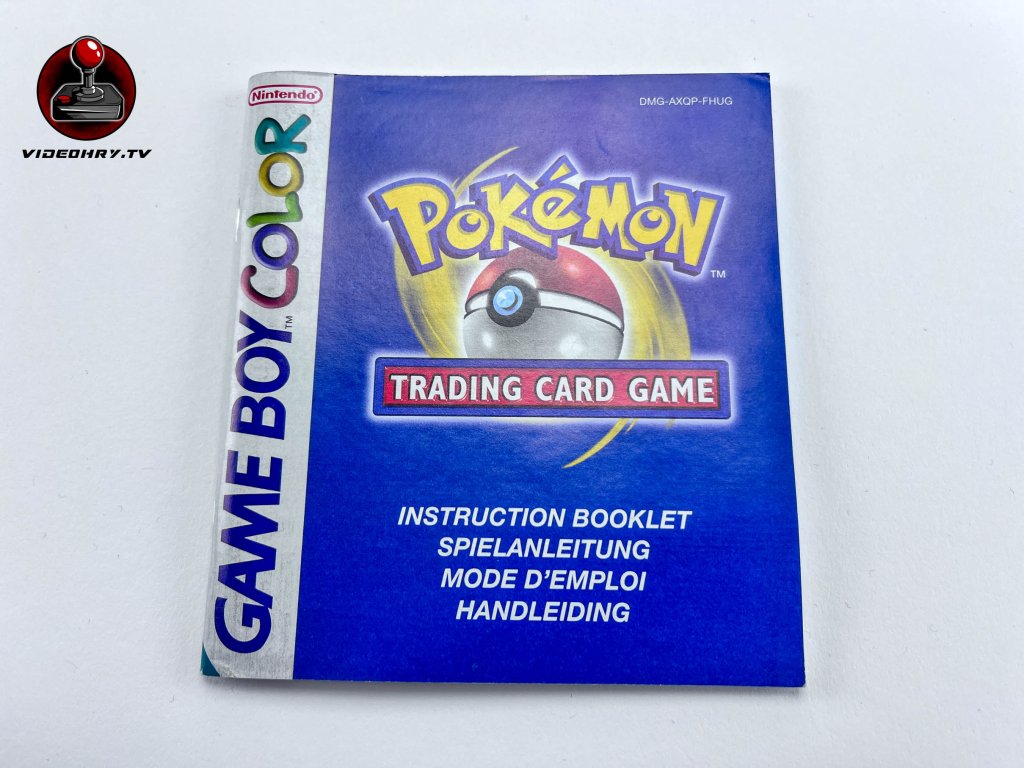 VIDEOHRY.TV
Nintendo
GAME BOY COLOR TM
DMG-AXQP-FHUG
POKéMON TM
TRADING CARD GAME
INSTRUCTION BOOKLET
SPIELANLEITUNG
MODE D'EMPLOI
HANDLEIDING